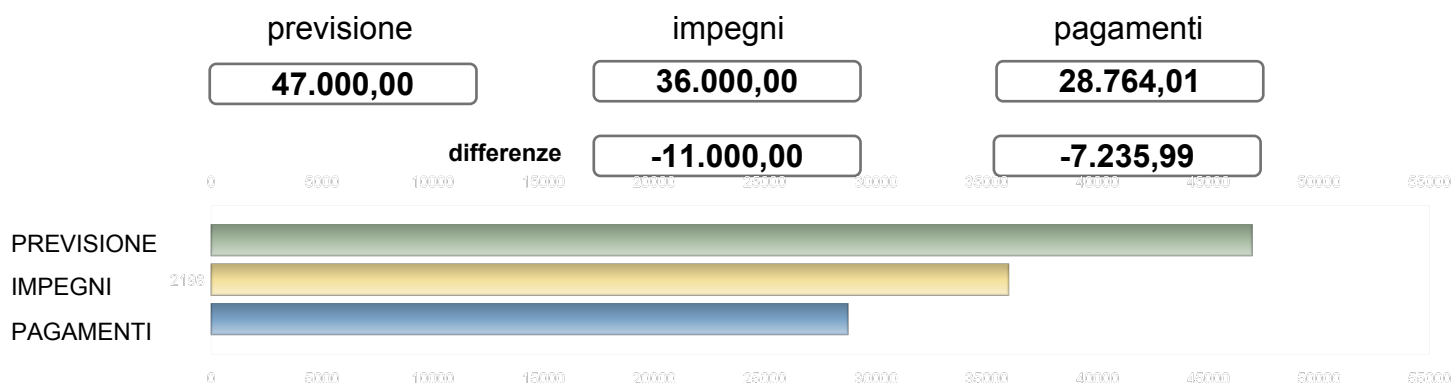 previsione impegni pagamenti
47.000,00 36.000,00 28.764,01
differenze -11.000,00 -7.235,99
0 5000 10000 15000 20000 25000 30000 35000 40000 45000 50000 55000
PREVISIONE
IMPEGNI 2196
PAGAMENTI
0 5000 10000 15000 20000 25000 30000 35000 40000 45000 50000 55000